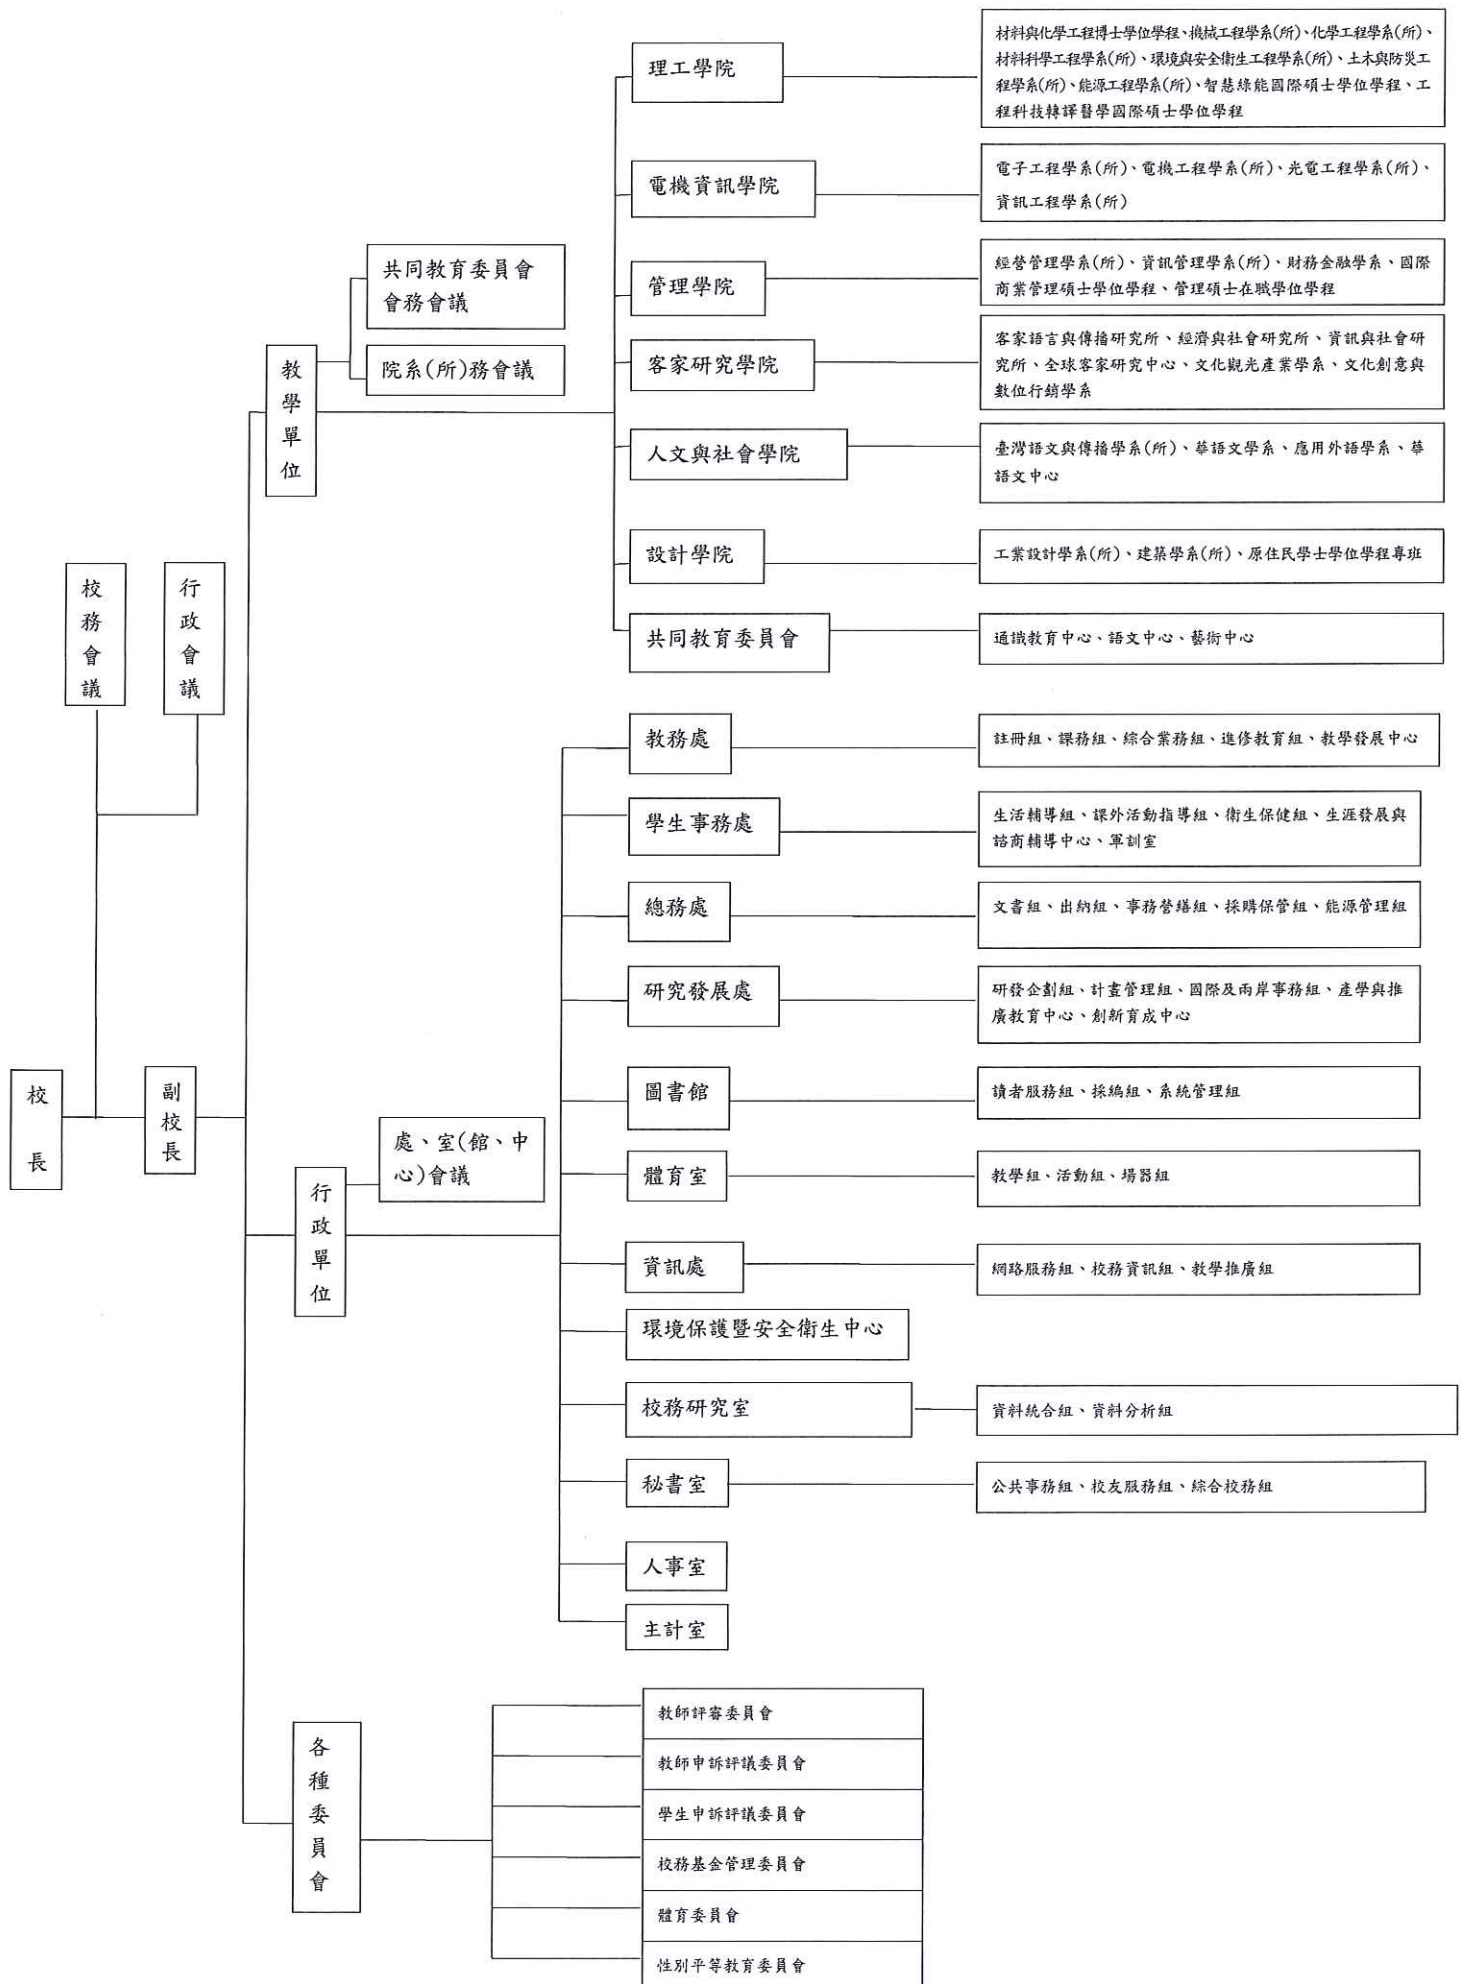 校長
副校長
校務會議
行政會議
教學單位
共同教育委員會
會務會議
院系(所)務會議
理工學院
材料與化學工程博士學位學程、機械工程學系(所)、化學工程學系(所)、
材料科學工程學系(所)、環境與安全衛生工程學系(所)、土木與防災工
程學系(所)、能源工程學系(所)、智慧綠能國際碩士學位學程、工
程科技轉譯醫學國際碩士學位學程
電機資訊學院
電子工程學系(所)、電機工程學系(所)、光電工程學系(所)、
資訊工程學系(所)
管理學院
經營管理學系(所)、資訊管理學系(所)、財務金融學系、國際
商業管理碩士學位學程、管理碩士在職學位學程
客家研究學院
客家語言與傳播研究所、經濟與社會研究所、資訊與社會研
究所、全球客家研究中心、文化觀光產業學系、文化創意與
數位行銷學系
人文與社會學院
臺灣語文與傳播學系(所)、華語文學系、應用外語學系、華
語文中心
設計學院
工業設計學系(所)、建築學系(所)、原住民學士學位學程專班
共同教育委員會
通識教育中心、語文中心、藝術中心
行政單位
處、室(館、中
心)會議
教務處
註冊組、課務組、綜合業務組、進修教育組、教學發展中心
學生事務處
生活輔導組、課外活動指導組、衛生保健組、生涯發展與
諮商輔導中心、軍訓室
總務處
文書組、出納組、事務營繕組、採購保管組、能源管理組
研究發展處
研發企劃組、計畫管理組、國際及兩岸事務組、產學與推
廣教育中心、創新育成中心
圖書館
讀者服務組、採編組、系統管理組
體育室
教學組、活動組、場器組
資訊處
網路服務組、校務資訊組、教學推廣組
環境保護暨安全衛生中心
校務研究室
資料統合組、資料分析組
秘書室
公共事務組、校友服務組、綜合校務組
人事室
主計室
各種委員會
教師評審委員會
教師申訴評議委員會
學生申訴評議委員會
校務基金管理委員會
體育委員會
性別平等教育委員會